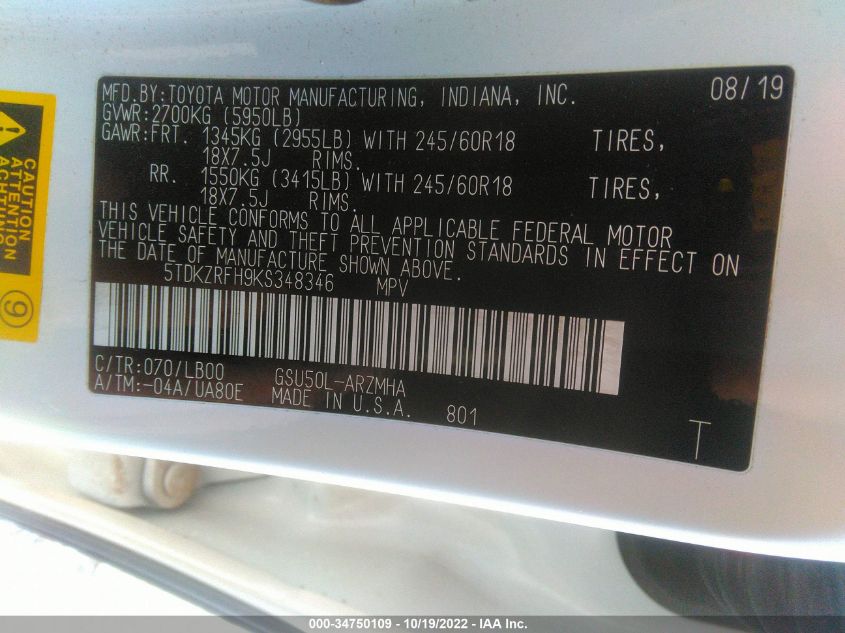 MFD.BY:TOYOTA MOTOR MANUFACTURING, INDIANA, INC. 08/19
GVWR:2700KG (5950LB)
GAWR:FRT. 1345KG (2955LB) WITH 245/60R18 TIRES,
18X7.5J RIMS.
RR. 1550KG (3415LB) WITH 245/60R18 TIRES,
18X7.5J RIMS.
THIS VEHICLE CONFORMS TO ALL APPLICABLE FEDERAL MOTOR
VEHICLE SAFETY AND THEFT PREVENTION STANDARDS IN EFFECT ON
THE DATE OF MANUFACTURE SHOWN ABOVE.
5TDKZRFH9KS348346 MPV
C/TR:070/LB00 GSU50L-ARZMHA
A/TM:-04A/UA80E MADE IN U.S.A. 801
T
CAUTION
ATTENTION
ACHTUNG
9
000-34750109 - 10/19/2022 - IAA Inc.